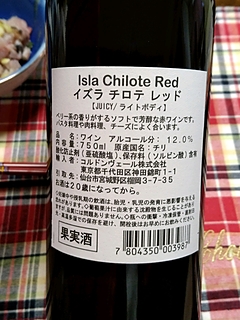 Isla Chilote Red
イズラ チロテ レッド
【JUICY/ ライトボディ】
ベリー系の香りがするソフトで芳醇な赤ワインです。
パスタ料理や肉料理、チーズによく合います。
品名：ワイン アルコール分： 12.0%
内容量：750ml 原産国名：チリ
酸化防止剤（亜硫酸塩）、保存料（ソルビン酸）含有
輸入者：コルドンヴェール株式会社
東京都千代田区神田錦町1-1
引取先：仙台市宮城野区福岡3-7-35
お酒は20歳になってから。
果実酒
7 804350 003987